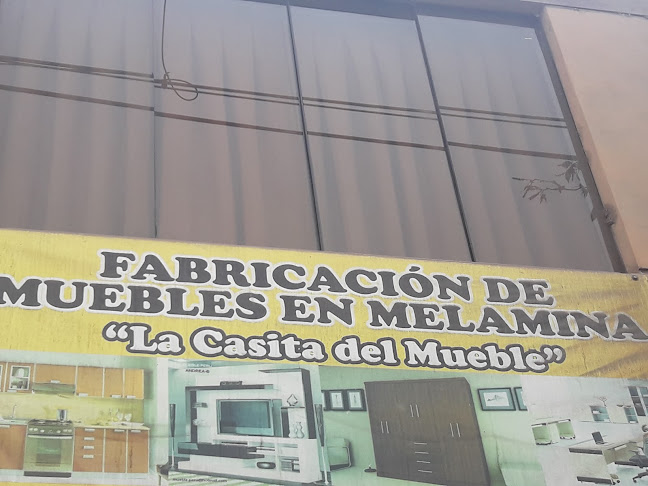 FABRICACIÓN DE
MUEBLES EN MELAMINA
“La Casita del Mueble”